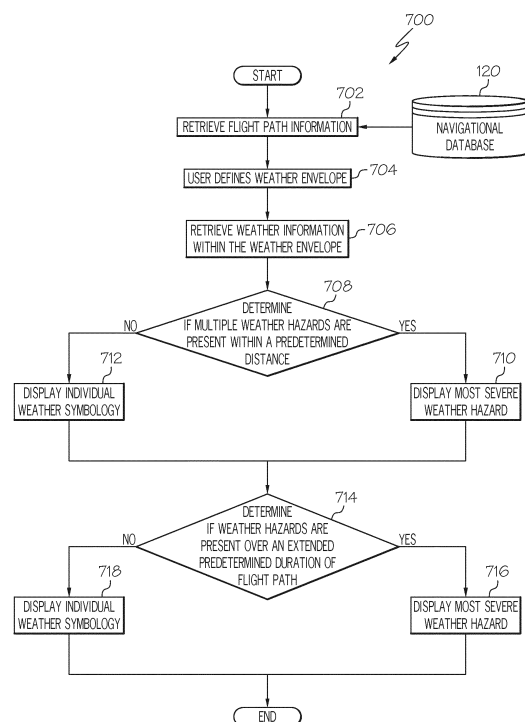 700
START
702
120
RETRIEVE FLIGHT PATH INFORMATION
NAVIGATIONAL
DATABASE
USER DEFINES WEATHER ENVELOPE
704
RETRIEVE WEATHER INFORMATION
WITHIN THE WEATHER ENVELOPE
706
708
DETERMINE
IF MULTIPLE WEATHER HAZARDS ARE
PRESENT WITHIN A PREDETERMINED
DISTANCE
NO
YES
712
710
DISPLAY INDIVIDUAL
WEATHER SYMBOLOGY
DISPLAY MOST SEVERE
WEATHER HAZARD
714
DETERMINE
IF WEATHER HAZARDS ARE
PRESENT OVER AN EXTENDED
PREDETERMINED DURATION OF
FLIGHT PATH
NO
YES
718
716
DISPLAY INDIVIDUAL
WEATHER SYMBOLOGY
DISPLAY MOST SEVERE
WEATHER HAZARD
END